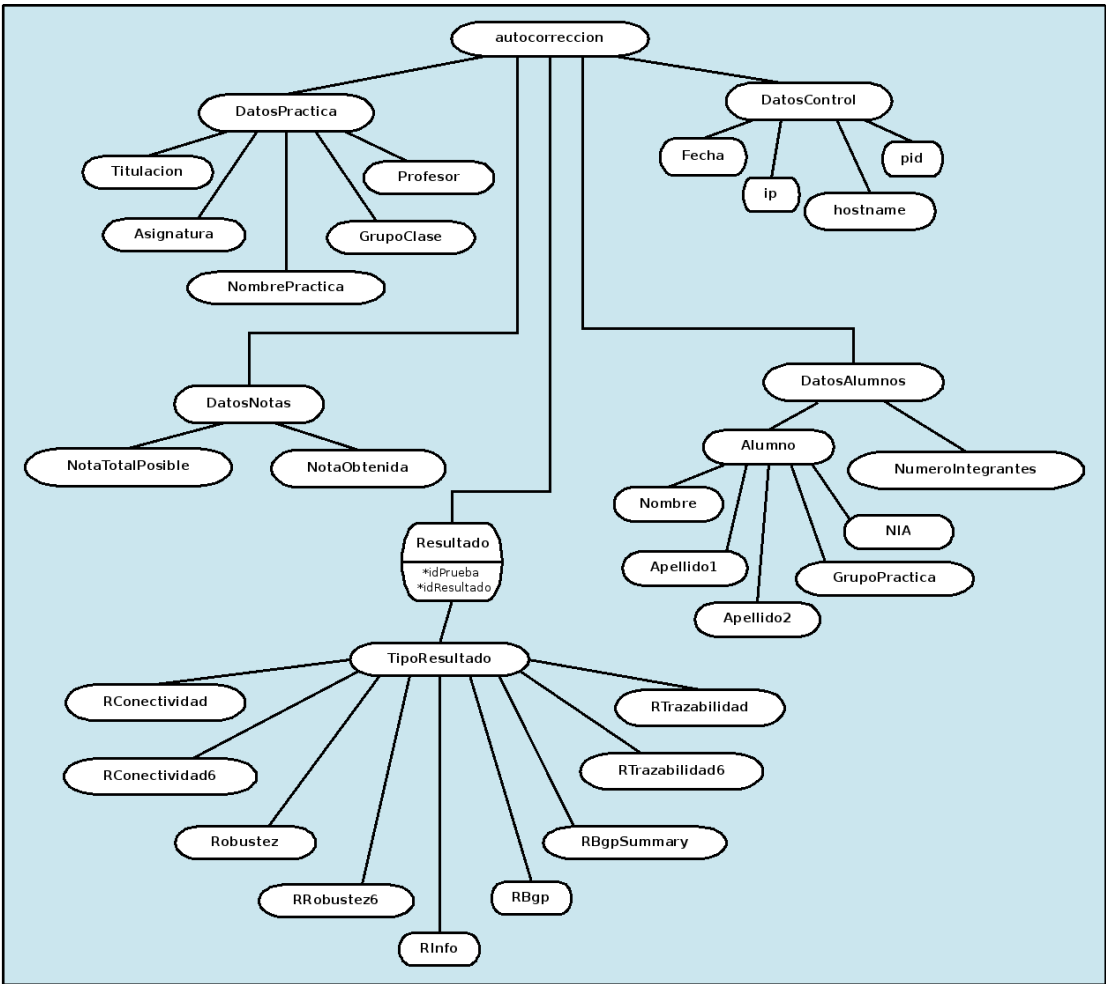 autocorreccion
DatosPractica
Titulacion
Asignatura
NombrePractica
GrupoClase
Profesor
DatosControl
Fecha
ip
hostname
pid
DatosNotas
NotaTotalPosible
NotaObtenida
DatosAlumnos
Alumno
NumeroIntegrantes
Nombre
Apellido1
Apellido2
GrupoPractica
NIA
Resultado
*idPrueba
*idResultado
TipoResultado
RConectividad
RConectividad6
Robustez
RRobustez6
RInfo
RBgp
RBgpSummary
RTrazabilidad6
RTrazabilidad